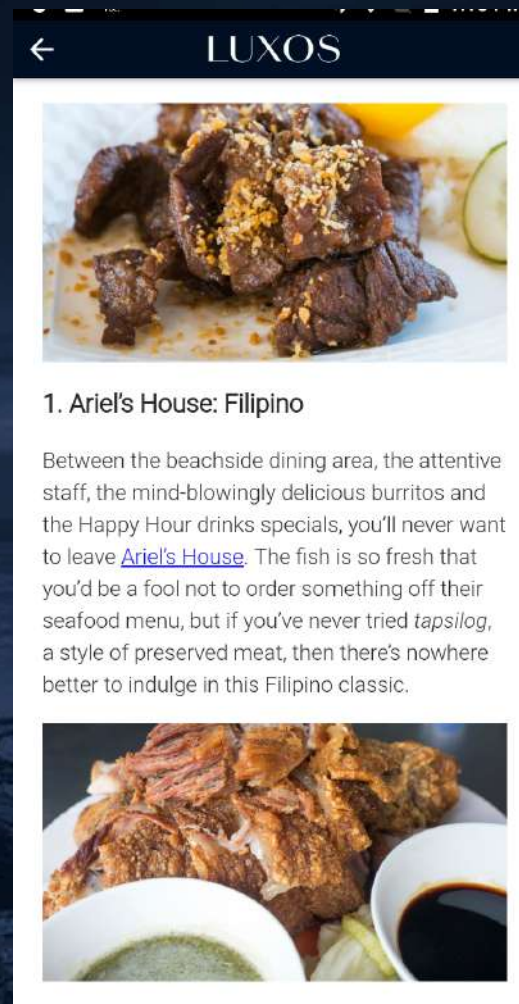 LUXOS
1. Ariel's House: Filipino
Between the beachside dining area, the attentive
staff, the mind-blowingly delicious burritos and
the Happy Hour drinks specials, you'll never want
to leave Ariel's House. The fish is so fresh that
you'd be a fool not to order something off their
seafood menu, but if you've never tried tapsilog,
a style of preserved meat, then there's nowhere
better to indulge in this Filipino classic.